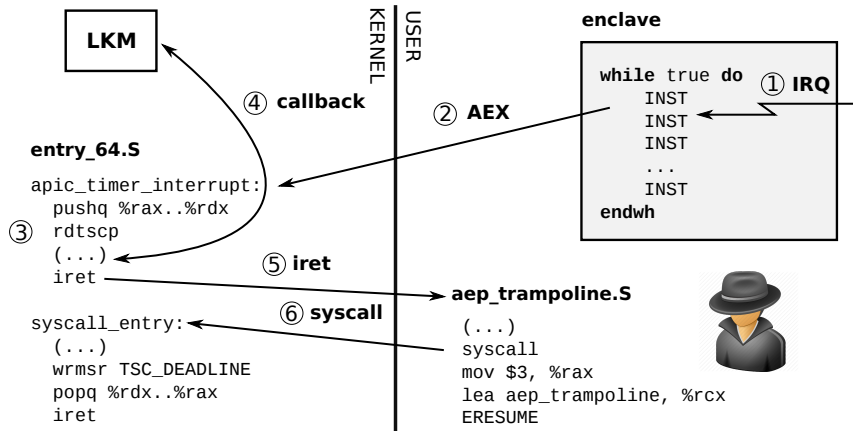 LKM
KERNEL
USER
enclave
while true do
INST
INST
INST
...
INST
endwh
① IRQ
② AEX
④ callback
entry_64.S
apic_timer_interrupt:
pushq %rax..%rdx
③ rdtscp
(...)
iret
⑤ iret
⑥ syscall
syscall_entry:
(...)
wrmsr TSC_DEADLINE
popq %rdx..%rax
iret
aep_trampoline.S
(...)
syscall
mov $3, %rax
lea aep_trampoline, %rcx
ERESUME